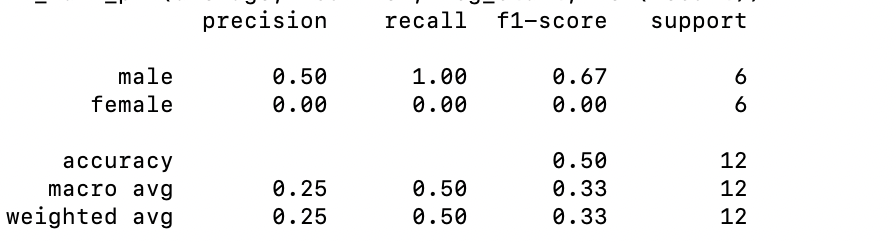 precision recall f1-score support
male 0.50 1.00 0.67 6
female 0.00 0.00 0.00 6
accuracy 0.50 12
macro avg 0.25 0.50 0.33 12
weighted avg 0.25 0.50 0.33 12